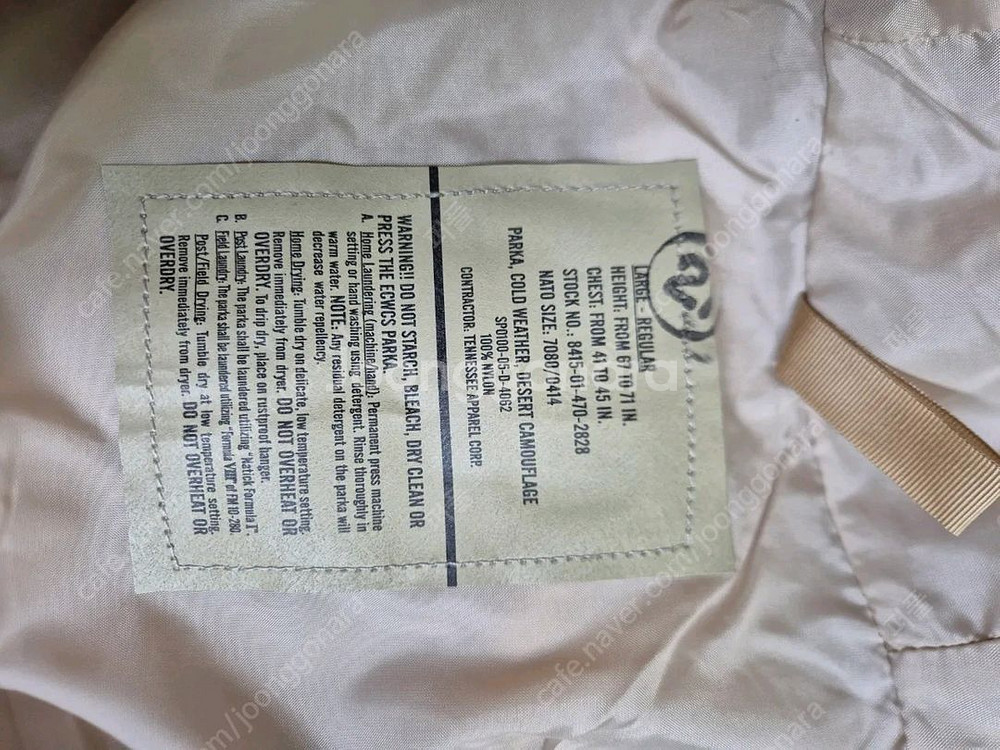 LARGE - REGULAR
HEIGHT: FROM 67 TO 71 IN.
CHEST: FROM 41 TO 45 IN.
STOCK NO.: 8415-01-470-2828
NATO SIZE: 7080/0414
PARKA, COLD WEATHER, DESERT CAMOUFLAGE
SP0100-05-D-4062
100% NYLON
CONTRACTOR: TENNESSEE APPAREL CORP.
WARNING!! DO NOT STARCH, BLEACH, DRY CLEAN OR
PRESS THE ECWCS PARKA.
A. Home Laundering (machine/hand): Permanent press machine
setting or hand washing using detergent. Rinse thoroughly in
warm water. NOTE: Any residual detergent on the parka will
decrease water repellency.
Home Drying: Tumble dry on delicate, low temperature setting.
Remove immediately from dryer. DO NOT OVERHEAT OR
OVERDRY. To drip dry, place on rustproof hanger.
B. Post Laundry: The parka shall be laundered utilizing "Natick Formula I".
C. Field Laundry: The parka shall be laundered utilizing "Formula VIII" of FM 10-280.
Post/Field Drying: Tumble dry at low temperature setting.
Remove immediately from dryer. DO NOT OVERHEAT OR
OVERDRY.
cafe.naver.com/joonggonara